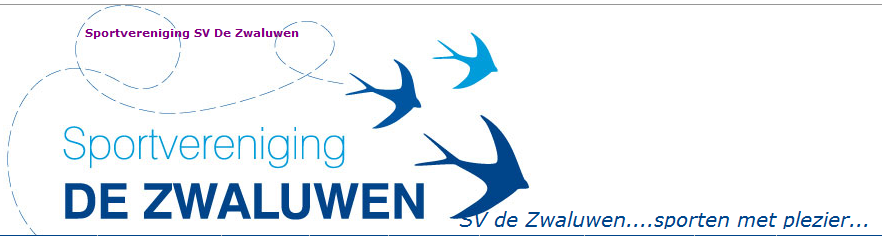 Sportvereniging SV De Zwaluwen
Sportvereniging
DE ZWALUWEN
SV de Zwaluwen....sporten met plezier...